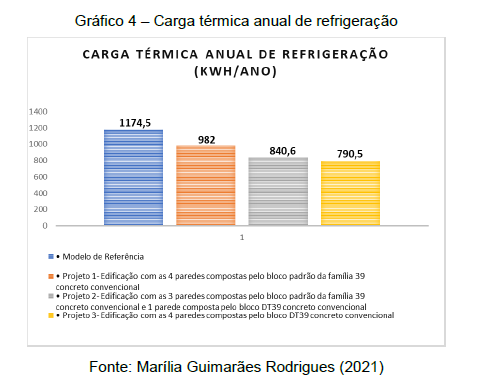 Gráfico 4 – Carga térmica anual de refrigeração
CARGA TÉRMICA ANUAL DE REFRIGERAÇÃO
(KWH/ANO)
1400
1200
1000
800
600
400
200
0
1174,5
982
840,6
790,5
1
• Modelo de Referência
• Projeto 1- Edificação com as 4 paredes compostas pelo bloco padrão da família 39
concreto convencional
• Projeto 2- Edificação com as 3 paredes compostas pelo bloco padrão da família 39
concreto convencional e 1 parede composta pelo bloco DT39 concreto convencional
• Projeto 3- Edificação com as 4 paredes compostas pelo bloco DT39 concreto convencional
Fonte: Marília Guimarães Rodrigues (2021)